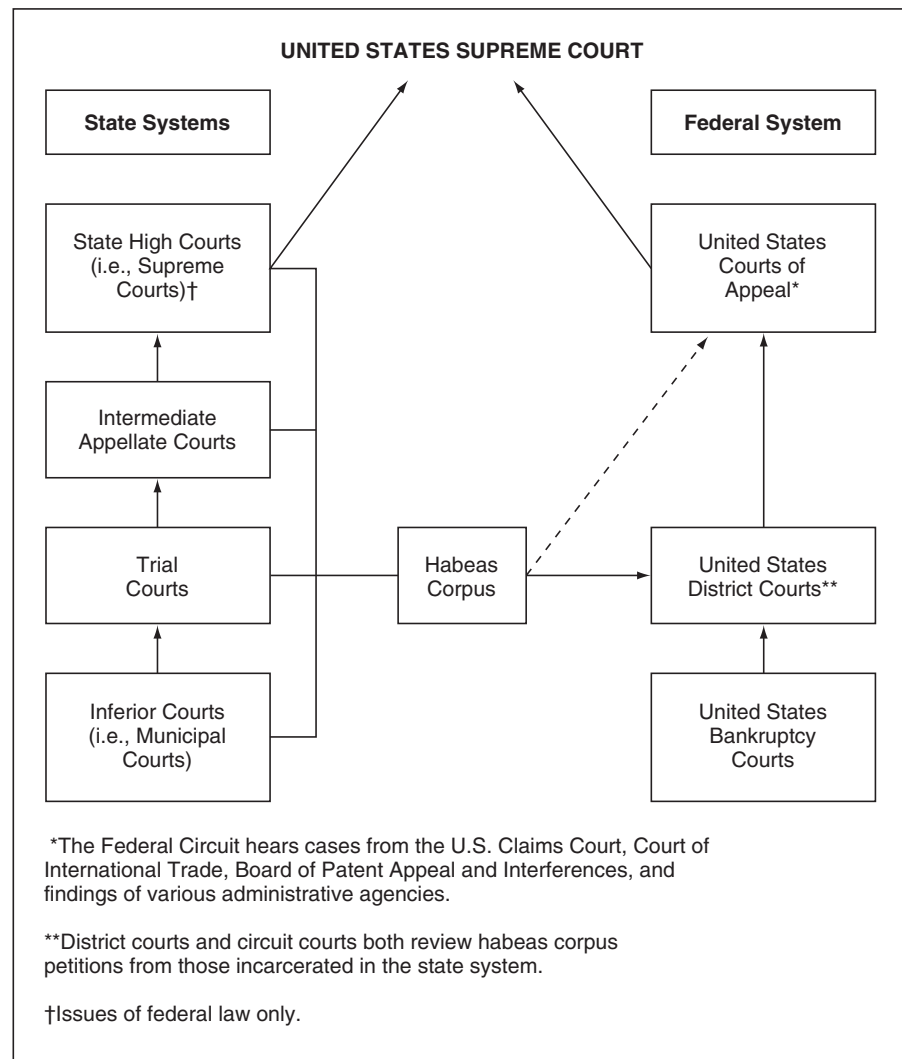 UNITED STATES SUPREME COURT
State Systems
Federal System
State High Courts
(i.e., Supreme
Courts)†
United States
Courts of
Appeal*
Intermediate
Appellate Courts
Trial
Courts
Habeas
Corpus
United States
District Courts**
Inferior Courts
(i.e., Municipal
Courts)
United States
Bankruptcy
Courts
*The Federal Circuit hears cases from the U.S. Claims Court, Court of
International Trade, Board of Patent Appeal and Interferences, and
findings of various administrative agencies.
**District courts and circuit courts both review habeas corpus
petitions from those incarcerated in the state system.
†Issues of federal law only.